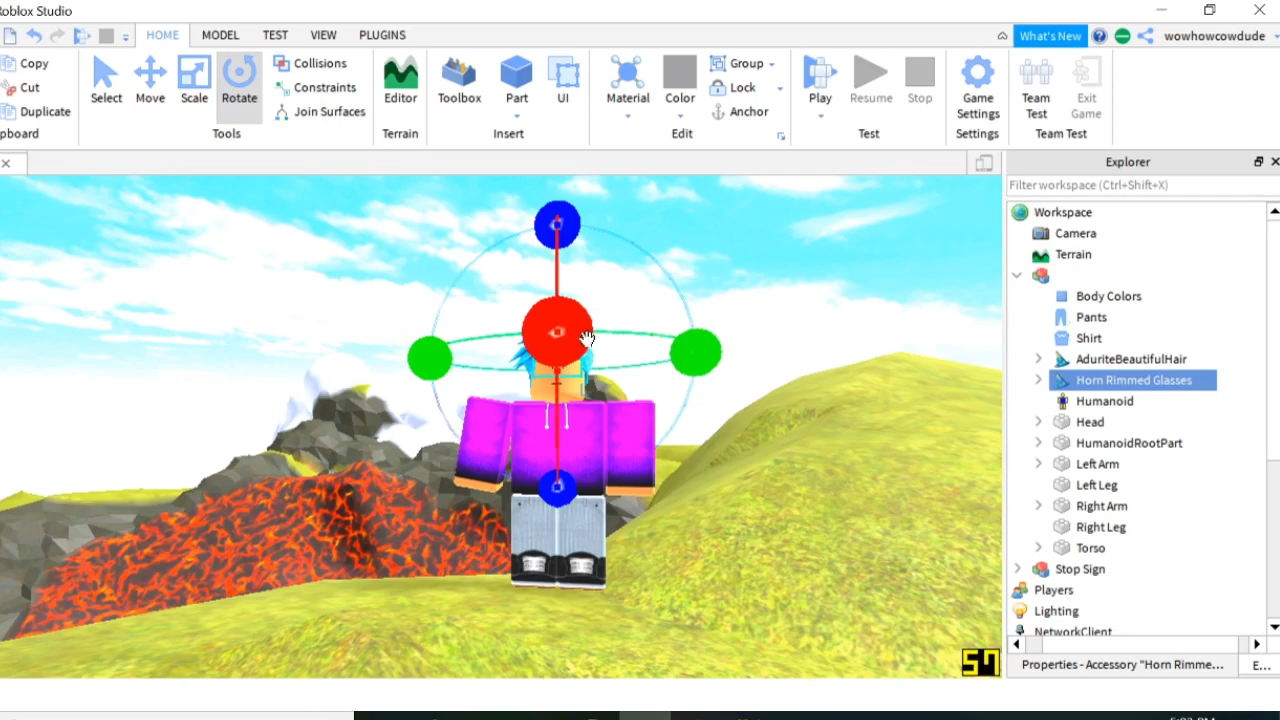 Roblox Studio
HOME MODEL TEST VIEW PLUGINS What's New wowhowcowdude
Copy
Cut
Duplicate
pboard
Select Move Scale Rotate
Collisions
Constraints
Join Surfaces
Tools
Editor
Terrain
Toolbox Part UI
Insert
Material Color
Group
Lock
Anchor
Edit
Play Resume Stop
Test
Game
Settings
Settings
Team
Test
Exit
Game
Team Test
Explorer
Filter workspace (Ctrl+Shift+X)
Workspace
Camera
Terrain
Body Colors
Pants
Shirt
AduriteBeautifulHair
Horn Rimmed Glasses
Humanoid
Head
HumanoidRootPart
Left Arm
Left Leg
Right Arm
Right Leg
Torso
Stop Sign
Players
Lighting
NetworkClient
Properties - Accessory "Horn Rimme... E...